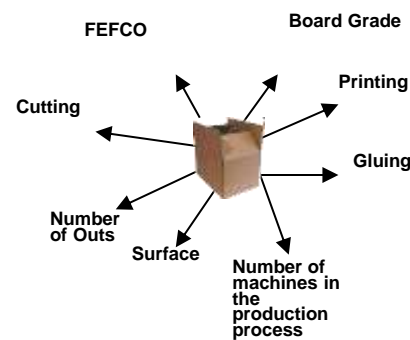 FEFCO
Board Grade
Printing
Cutting
Gluing
Number
of Outs
Surface
Number of
machines in
the
production
process